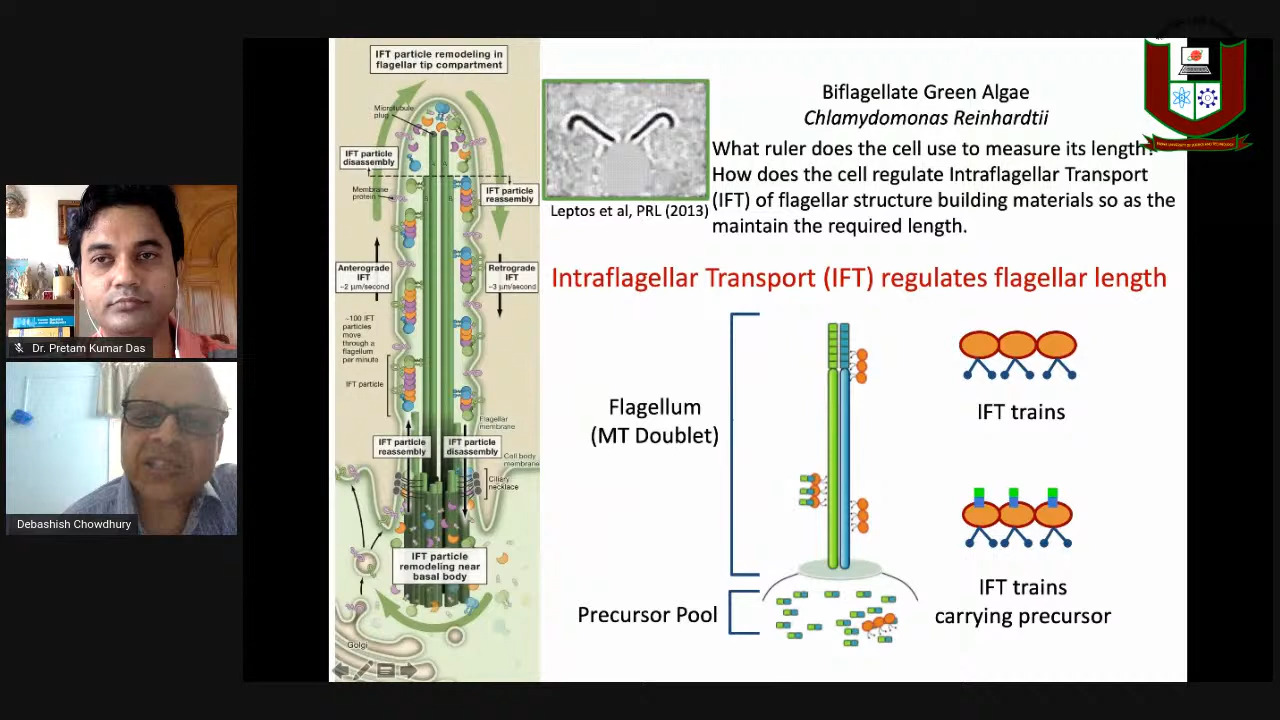 IFT particle remodeling in
flagellar tip compartment
Microtubule
plug
IFT particle
disassembly
Membrane
protein
IFT particle
reassembly
Anterograde
IFT
~2 µm/second
Retrograde
IFT
~3 µm/second
~100 IFT
particles
move
through a
flagellum
per minute
IFT particle
Flagellar
membrane
IFT particle
reassembly
IFT particle
disassembly
Cell body
membrane
Ciliary
necklace
IFT particle
remodeling near
basal body
Golgi
Leptos et al, PRL (2013)
Biflagellate Green Algae
Chlamydomonas Reinhardtii
What ruler does the cell use to measure its length?
How does the cell regulate Intraflagellar Transport
(IFT) of flagellar structure building materials so as the
maintain the required length.
Intraflagellar Transport (IFT) regulates flagellar length
Flagellum
(MT Doublet)
IFT trains
Precursor Pool
IFT trains
carrying precursor
Dr. Pretam Kumar Das
Debashish Chowdhury